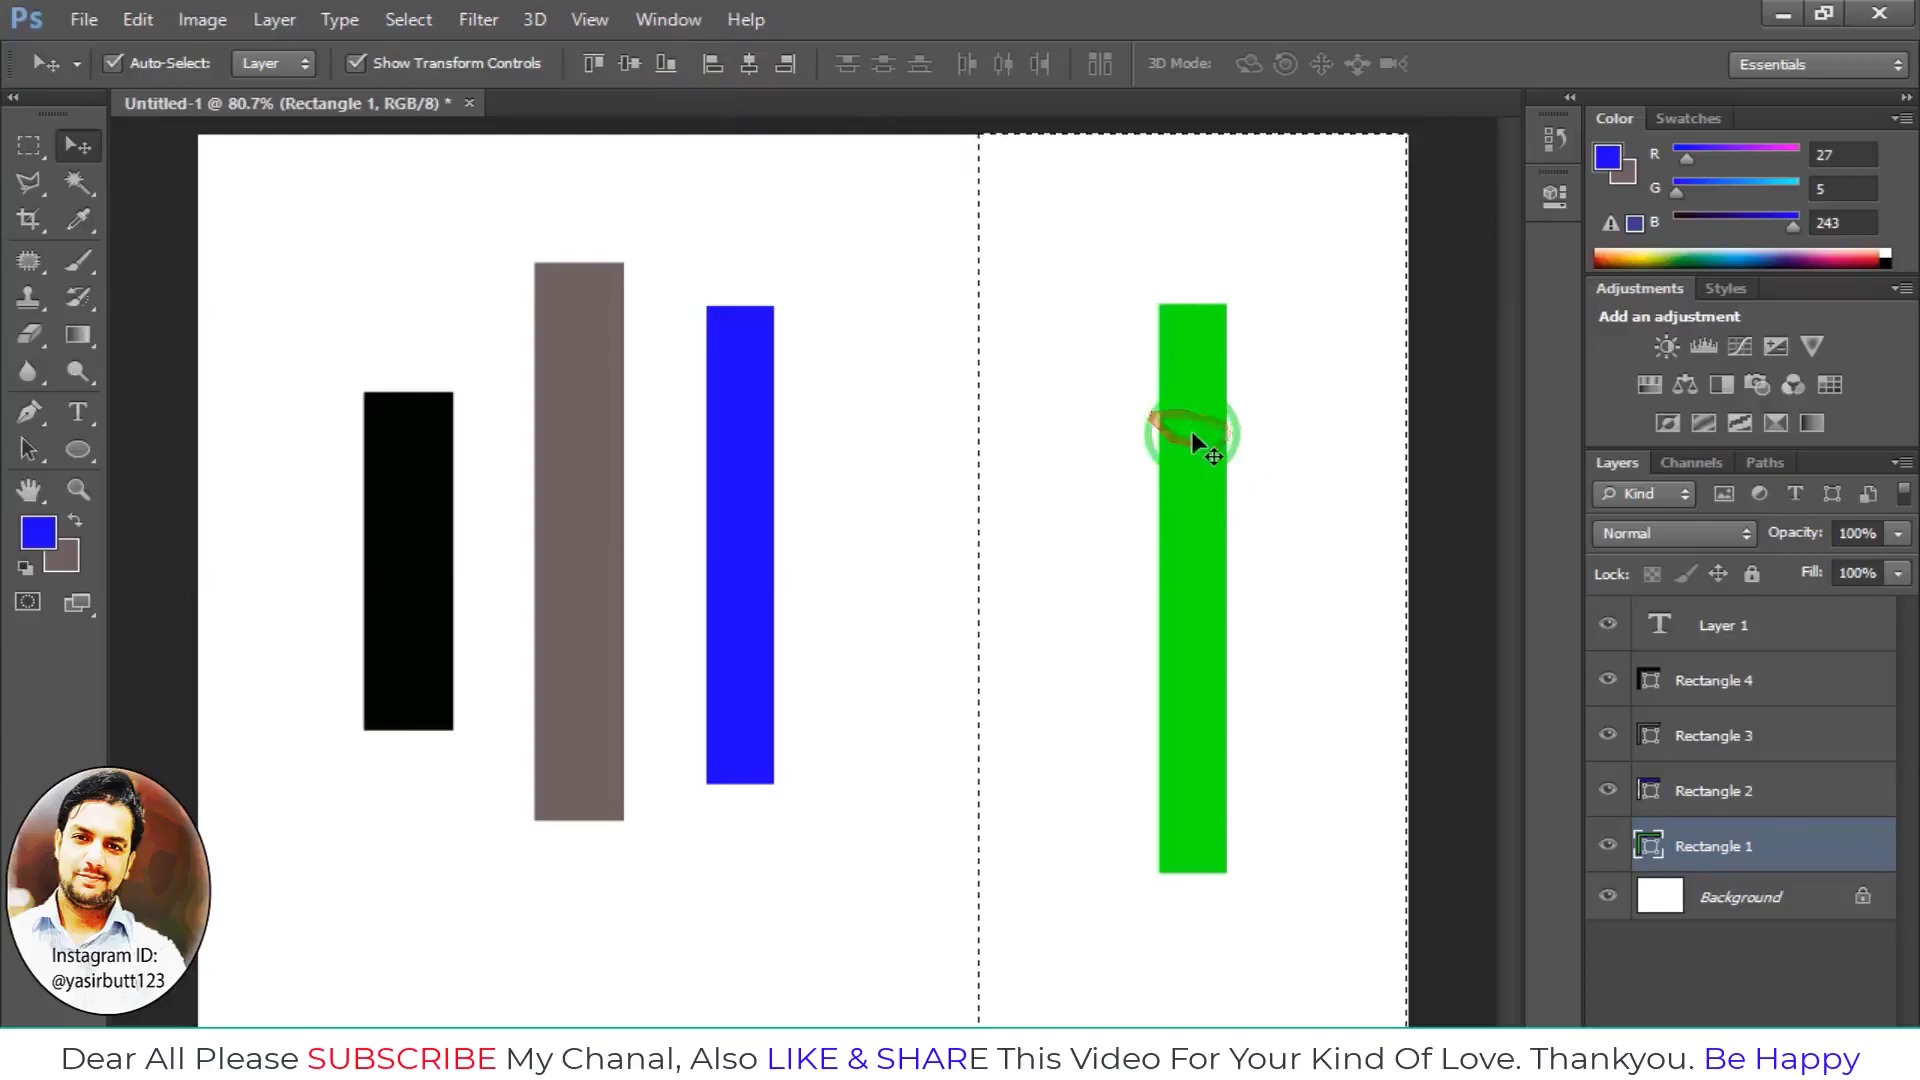 Ps File Edit Image Layer Type Select Filter 3D View Window Help
Auto-Select: Layer Show Transform Controls 3D Mode: Essentials
Untitled-1 @ 80.7% (Rectangle 1, RGB/8) * ×
Color Swatches
R 27
G 5
B 243
Adjustments Styles
Add an adjustment
Layers Channels Paths
Kind
Normal Opacity: 100%
Lock: Fill: 100%
T Layer 1
Rectangle 4
Rectangle 3
Rectangle 2
Rectangle 1
Background
Instagram ID:
@yasirbutt123
Dear All Please SUBSCRIBE My Chanal, Also LIKE & SHARE This Video For Your Kind Of Love. Thankyou. Be Happy